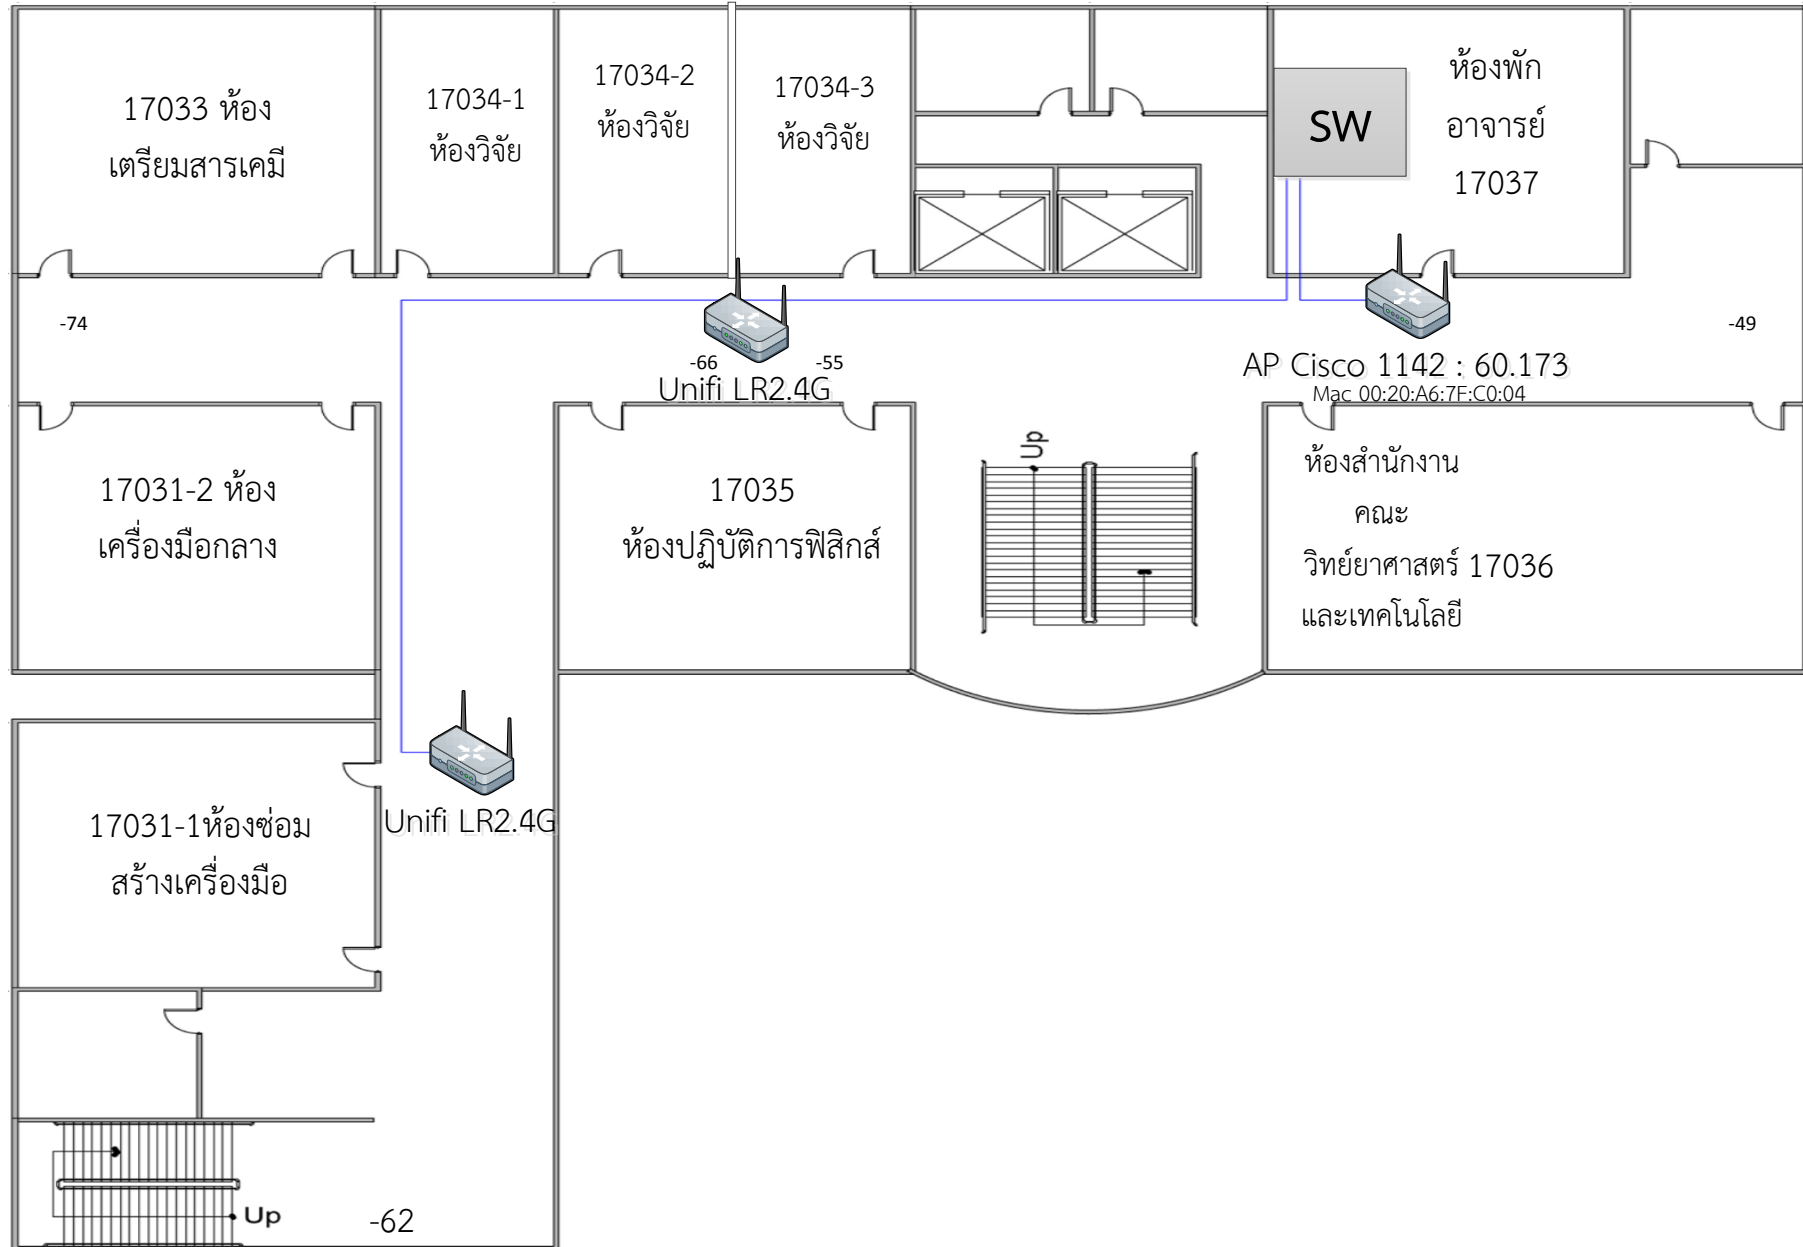 17033 ห้อง
เตรียมสารเคมี
17034-1
ห้องวิจัย
17034-2
ห้องวิจัย
17034-3
ห้องวิจัย
SW
ห้องพัก
อาจารย์
17037
-74
-66
-55
Unifi LR2.4G
-49
AP Cisco 1142 : 60.173
Mac 00:20:A6:7F:C0:04
17031-2 ห้อง
เครื่องมือกลาง
17035
ห้องปฏิบัติการฟิสิกส์
Up
ห้องสำนักงาน
คณะ
วิทย์ยาศาสตร์ 17036
และเทคโนโลยี
17031-1ห้องซ่อม
สร้างเครื่องมือ
Unifi LR2.4G
Up
-62